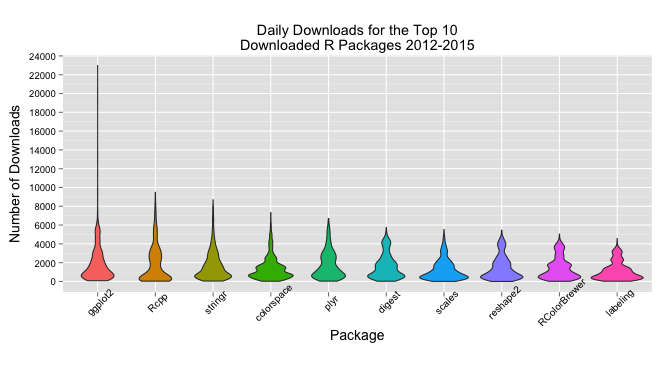 Daily Downloads for the Top 10
Downloaded R Packages 2012-2015
24000
22000
20000
18000
16000
14000
12000
10000
8000
6000
4000
2000
0
Number of Downloads
ggplot2
Rcpp
stringr
colorspace
plyr
digest
scales
reshape2
RColorBrewer
labeling
Package